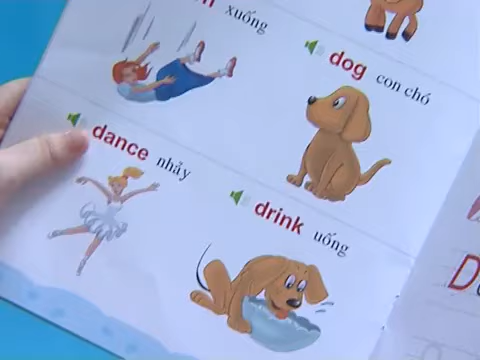 xuống
dog con chó
dance nhảy
drink uống
D